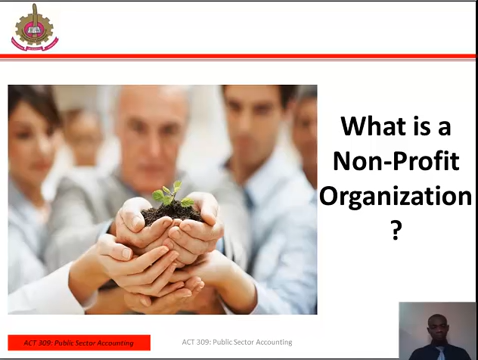 What is a
Non-Profit
Organization
?
ACT 309: Public Sector Accounting
ACT 309: Public Sector Accounting